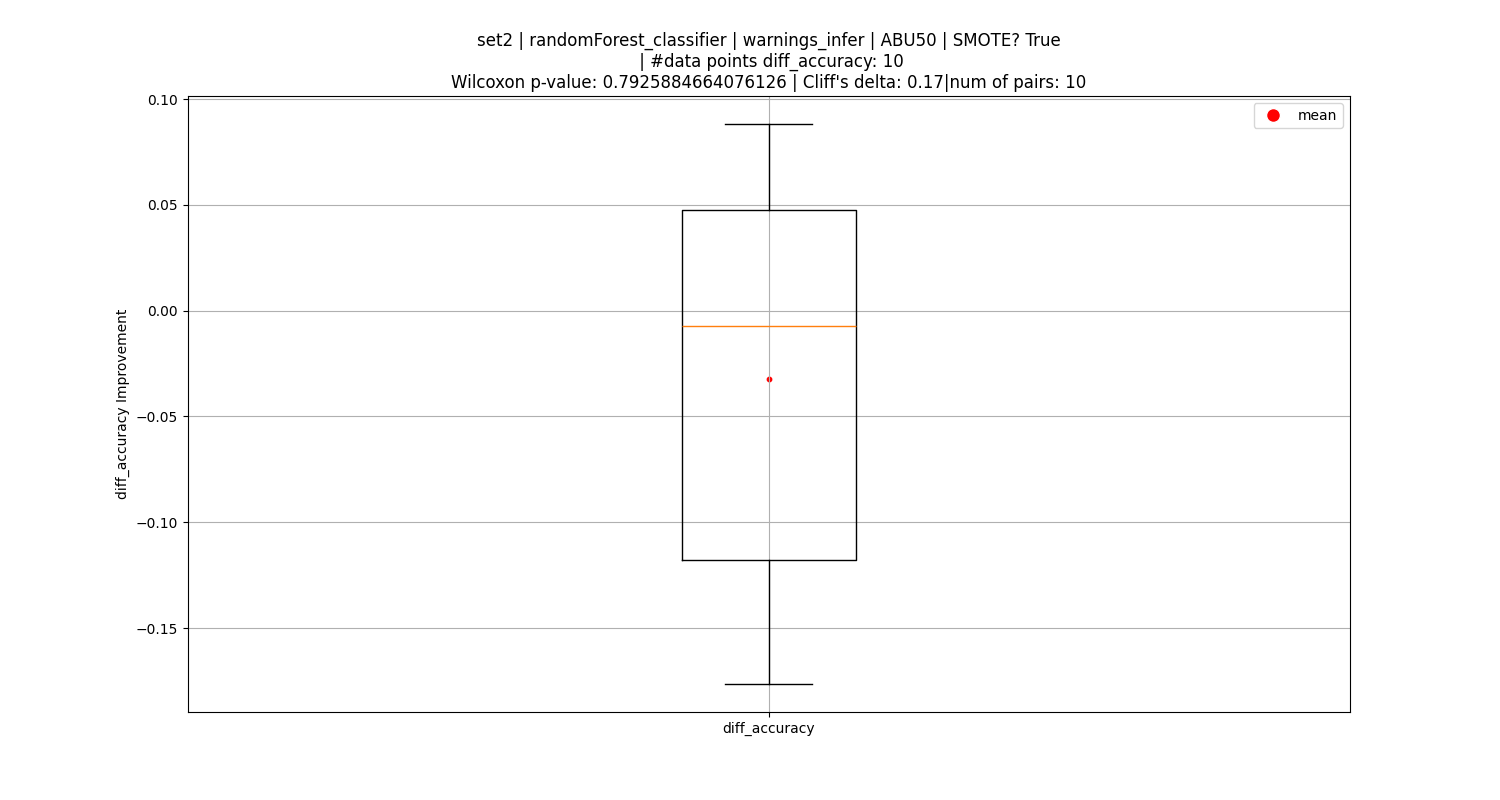 set2 | randomForest_classifier | warnings_infer | ABU50 | SMOTE? True
| #data points diff_accuracy: 10
Wilcoxon p-value: 0.7925884664076126 | Cliff's delta: 0.17|num of pairs: 10
mean
0.10
0.05
0.00
−0.05
−0.10
−0.15
diff_accuracy Improvement
diff_accuracy